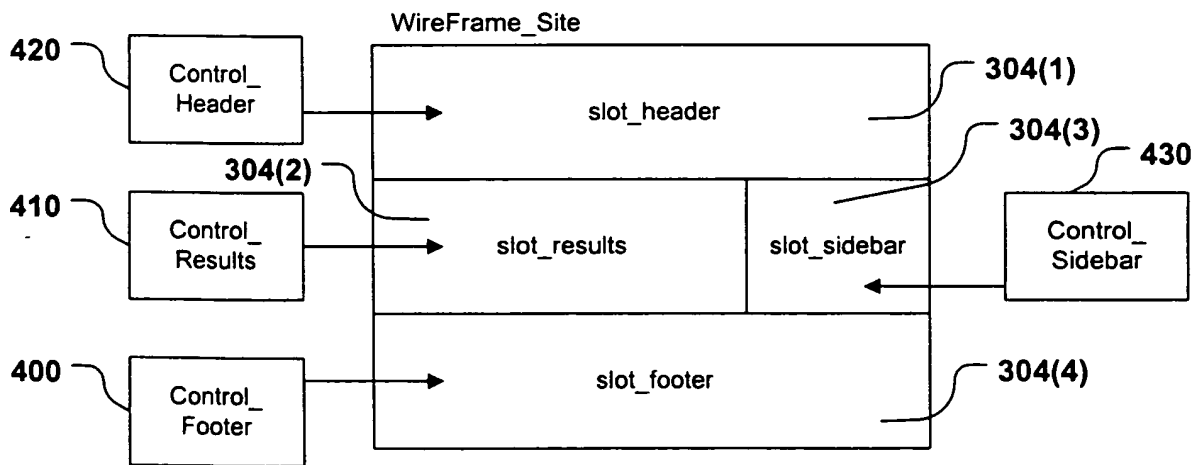 WireFrame_Site
420
Control_
Header
slot_header
304(1)
304(2)
304(3)
430
410
Control_
Results
slot_results
slot_sidebar
Control_
Sidebar
400
Control_
Footer
slot_footer
304(4)